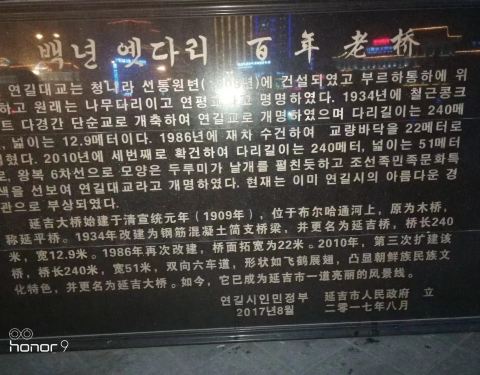 백년 옛다리 百年老桥
연길대교는 청나라 선통원변( )에 건설되였고 부르하통하에 위
하고 원래는 나무다리이고 연평교 고 명명하였다. 1934년에 철근콩크
트 다경간 단순교로 개축하여 연길교로 개명하였으며 다리길이는 240메
, 넓이는 12.9메터이다. 1986년에 재차 수건하여 교량바닥을 22메터로
혔다. 2010년에 세번째로 확건하여 다리길이는 240메터, 넓이는 51메터
로, 왕복 6차선으로 모양은 두루미가 날개를 펼친듯하고 조선족민족문화특
색을 선보여 연길대교라고 개명하였다. 현재는 이미 연길시의 아름다운 경
관으로 부상되였다.
延吉大桥始建于清宣统元年（1909年），位于布尔哈通河上，原为木桥，
称延平桥。1934年改建为钢筋混凝土简支桥梁，并更名为延吉桥，桥长240
米，宽12.9米。1986年再次改建，桥面拓宽为22米。2010年，第三次扩建该
桥，桥长240米，宽51米，双向六车道，形状如飞鹤展翅，凸显朝鲜族民族文
化特色，并更名为延吉大桥。如今，它已成为延吉市一道亮丽的风景线。
연길시인민정부 延吉市人民政府 立
2017년8월 二零一七年八月
honor 9